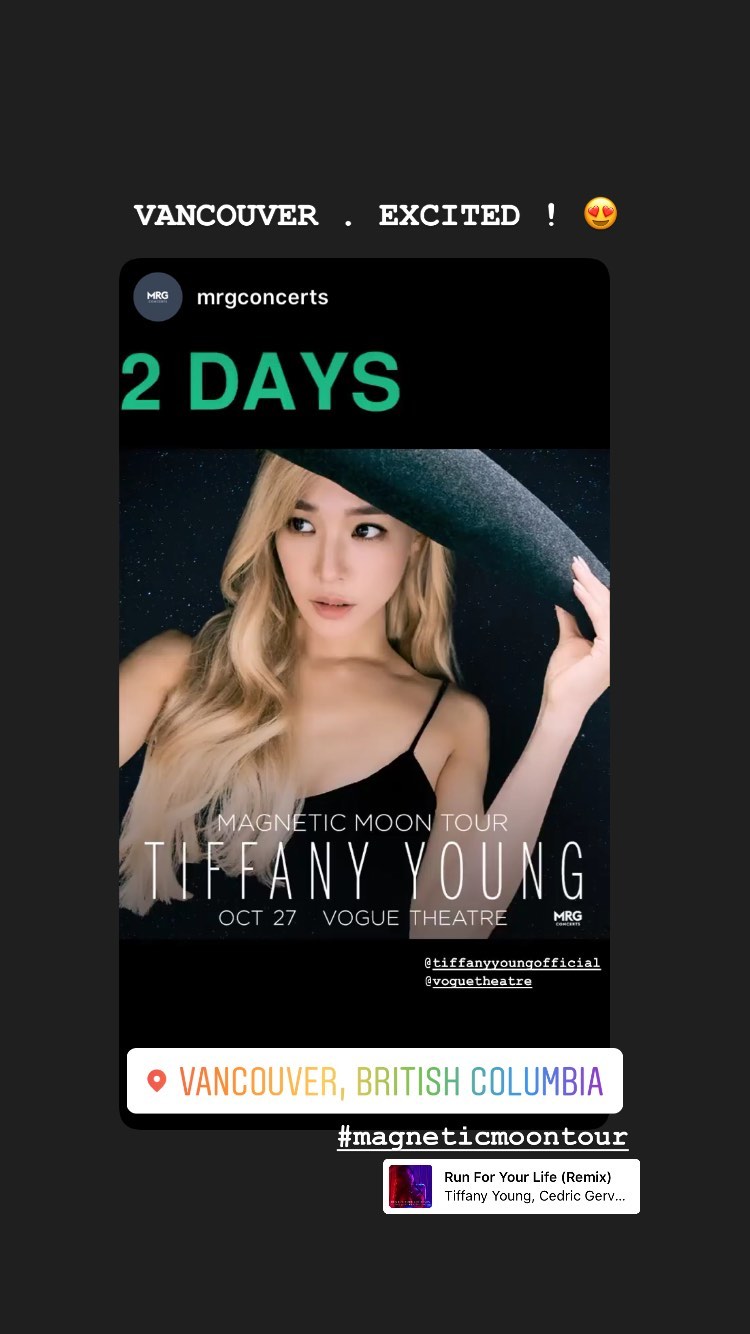 VANCOUVER . EXCITED ! 😍
MRG
mrgconcerts
2 DAYS
MAGNETIC MOON TOUR
TIFFANY YOUNG
OCT 27 VOGUE THEATRE
MRG
CONCERTS
@tiffanyyoungofficial
@voguetheatre
VANCOUVER, BRITISH COLUMBIA
#magneticmoontour
Run For Your Life (Remix)
Tiffany Young, Cedric Gerv...